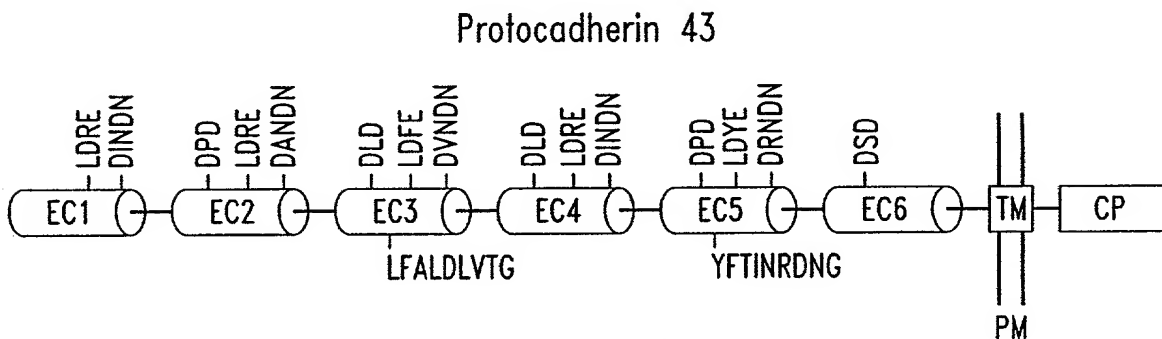 Protocadherin 43
LDRE DINDN DPD LDRE DANDN DLD LDFE DVNDN DLD LDRE DINDN DPD LDYE DRNDN DSD
EC1 EC2 EC3 EC4 EC5 EC6 TM CP
LFALDLVTG YFTINRDNG
PM